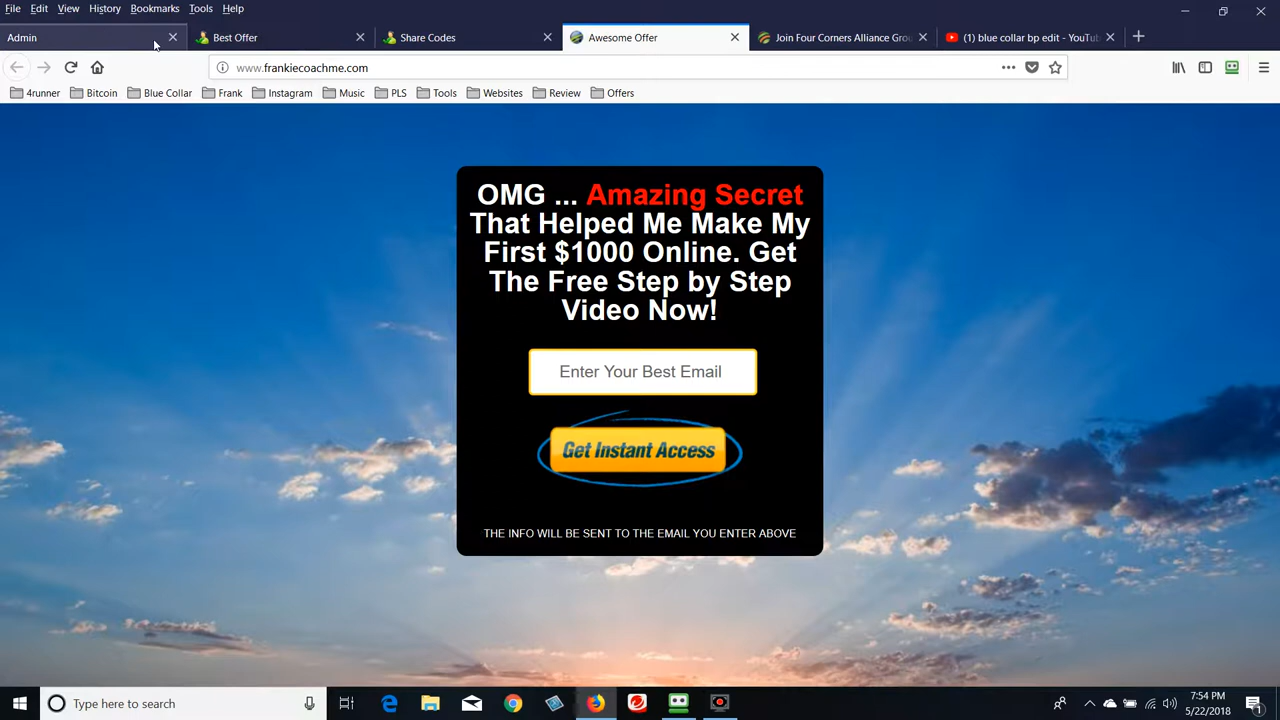 File Edit View History Bookmarks Tools Help
Admin
Best Offer
Share Codes
Awesome Offer
Join Four Corners Alliance Grou
(1) blue collar bp edit - YouTub
www.frankiecoachme.com
4runner
Bitcoin
Blue Collar
Frank
Instagram
Music
PLS
Tools
Websites
Review
Offers
OMG ... Amazing Secret
That Helped Me Make My
First $1000 Online. Get
The Free Step by Step
Video Now!
Enter Your Best Email
Get Instant Access
THE INFO WILL BE SENT TO THE EMAIL YOU ENTER ABOVE
Type here to search
7:54 PM
5/22/2018
1